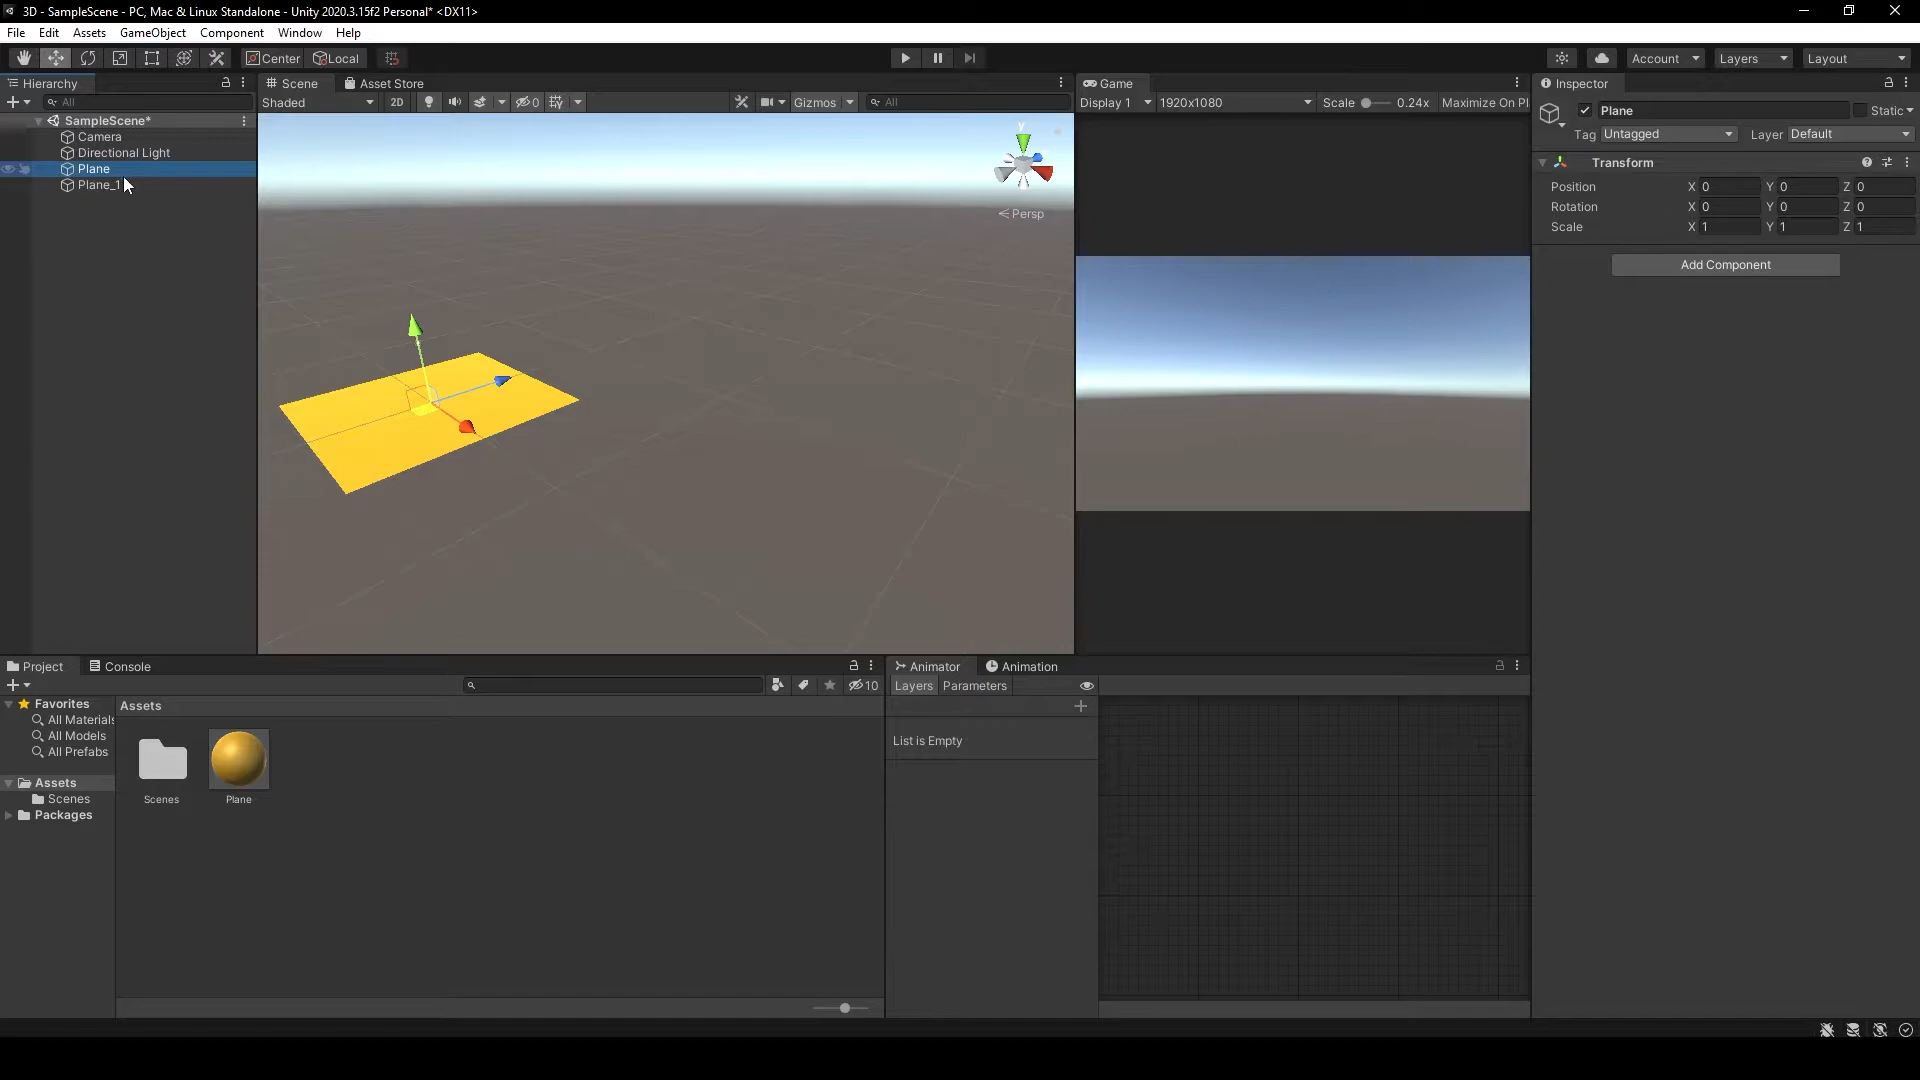 3D - SampleScene - PC, Mac & Linux Standalone - Unity 2020.3.15f2 Personal* <DX11>
File Edit Assets GameObject Component Window Help
Center Local Account Layers Layout
Hierarchy
All
SampleScene*
Camera
Directional Light
Plane
Plane_1
Scene Asset Store
Shaded 2D 0 Gizmos All
y
Persp
Game
Display 1 1920x1080 Scale 0.24x Maximize On Pl
Inspector
Plane Static
Tag Untagged Layer Default
Transform
Position X 0 Y 0 Z 0
Rotation X 0 Y 0 Z 0
Scale X 1 Y 1 Z 1
Add Component
Project Console
10
Favorites
All Materials
All Models
All Prefabs
Assets
Scenes
Packages
Assets
Scenes Plane
Animator Animation
Layers Parameters
List is Empty